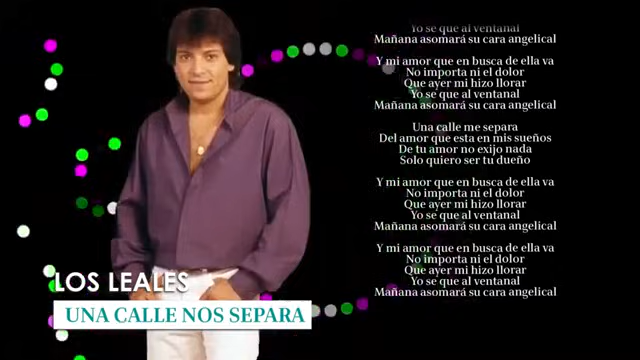 Yo se que al ventanal
Mañana asomará su cara angelical
Y mi amor que en busca de ella va
No importa ni el dolor
Que ayer mi hizo llorar
Yo se que al ventanal
Mañana asomará su cara angelical
Una calle me separa
Del amor que esta en mis sueños
De tu amor no exijo nada
Solo quiero ser tu dueño
Y mi amor que en busca de ella va
No importa ni el dolor
Que ayer mi hizo llorar
Yo se que al ventanal
Mañana asomará su cara angelical
Y mi amor que en busca de ella va
No importa ni el dolor
Que ayer mi hizo llorar
Yo se que al ventanal
Mañana asomará su cara angelical
LOS LEALES
UNA CALLE NOS SEPARA